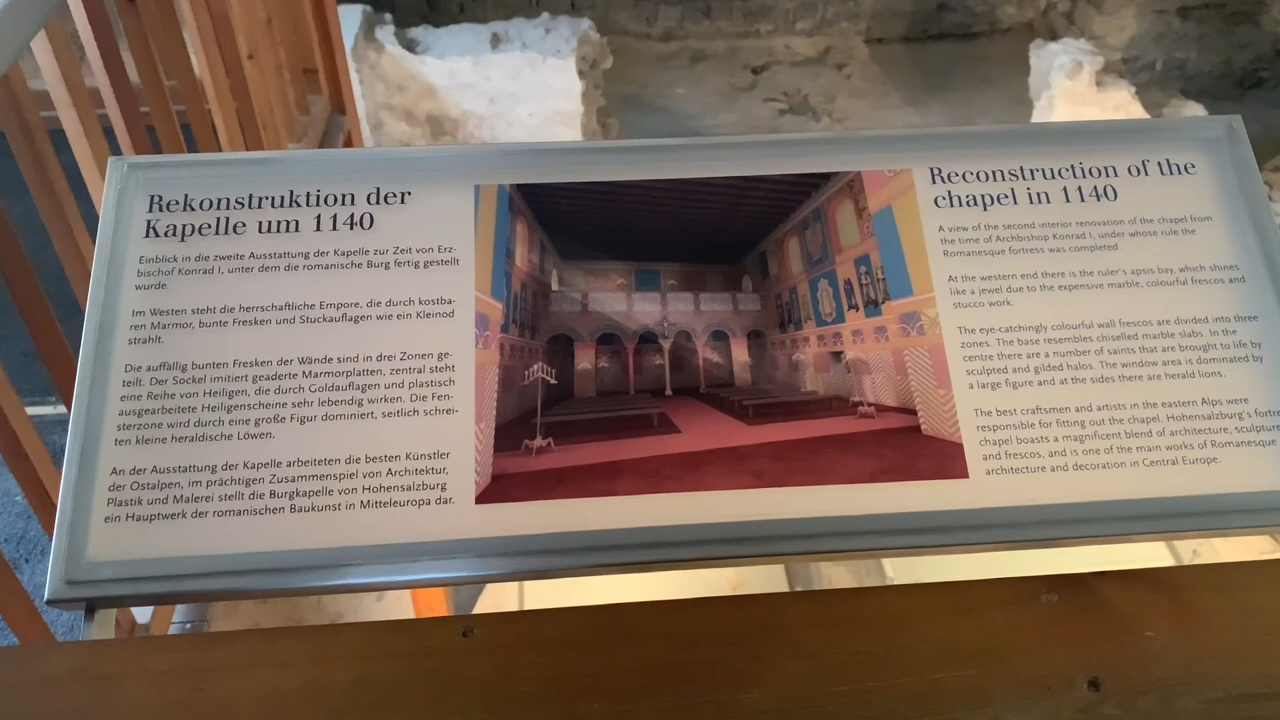 Rekonstruktion der
Kapelle um 1140
Einblick in die zweite Ausstattung der Kapelle zur Zeit von Erz-
bischof Konrad I, unter dem die romanische Burg fertig gestellt
wurde.
Im Westen steht die herrschaftliche Empore, die durch kostba-
ren Marmor, bunte Fresken und Stuckauflagen wie ein Kleinod
strahlt.
Die auffällig bunten Fresken der Wände sind in drei Zonen ge-
teilt. Der Sockel imitiert geaderte Marmorplatten, zentral steht
eine Reihe von Heiligen, die durch Goldauflagen und plastisch
ausgearbeitete Heiligenscheine sehr lebendig wirken. Die Fen-
sterzone wird durch eine große Figur dominiert, seitlich schrei-
ten kleine heraldische Löwen.
An der Ausstattung der Kapelle arbeiteten die besten Künstler
der Ostalpen, im prächtigen Zusammenspiel von Architektur,
Plastik und Malerei stellt die Burgkapelle von Hohensalzburg
ein Hauptwerk der romanischen Baukunst in Mitteleuropa dar.
Reconstruction of the
chapel in 1140
A view of the second interior renovation of the chapel from
the time of Archbishop Konrad I, under whose rule the
Romanesque fortress was completed.
At the western end there is the ruler's apsis bay, which shines
like a jewel due to the expensive marble, colourful frescos and
stucco work.
The eye-catchingly colourful wall frescos are divided into three
zones. The base resembles chiselled marble slabs. In the
centre there are a number of saints that are brought to life by
sculpted and gilded halos. The window area is dominated by
a large figure and at the sides there are herald lions.
The best craftsmen and artists in the eastern Alps were
responsible for fitting out the chapel. Hohensalzburg's fortre
chapel boasts a magnificent blend of architecture, sculpture
and frescos, and is one of the main works of Romanesque
architecture and decoration in Central Europe.